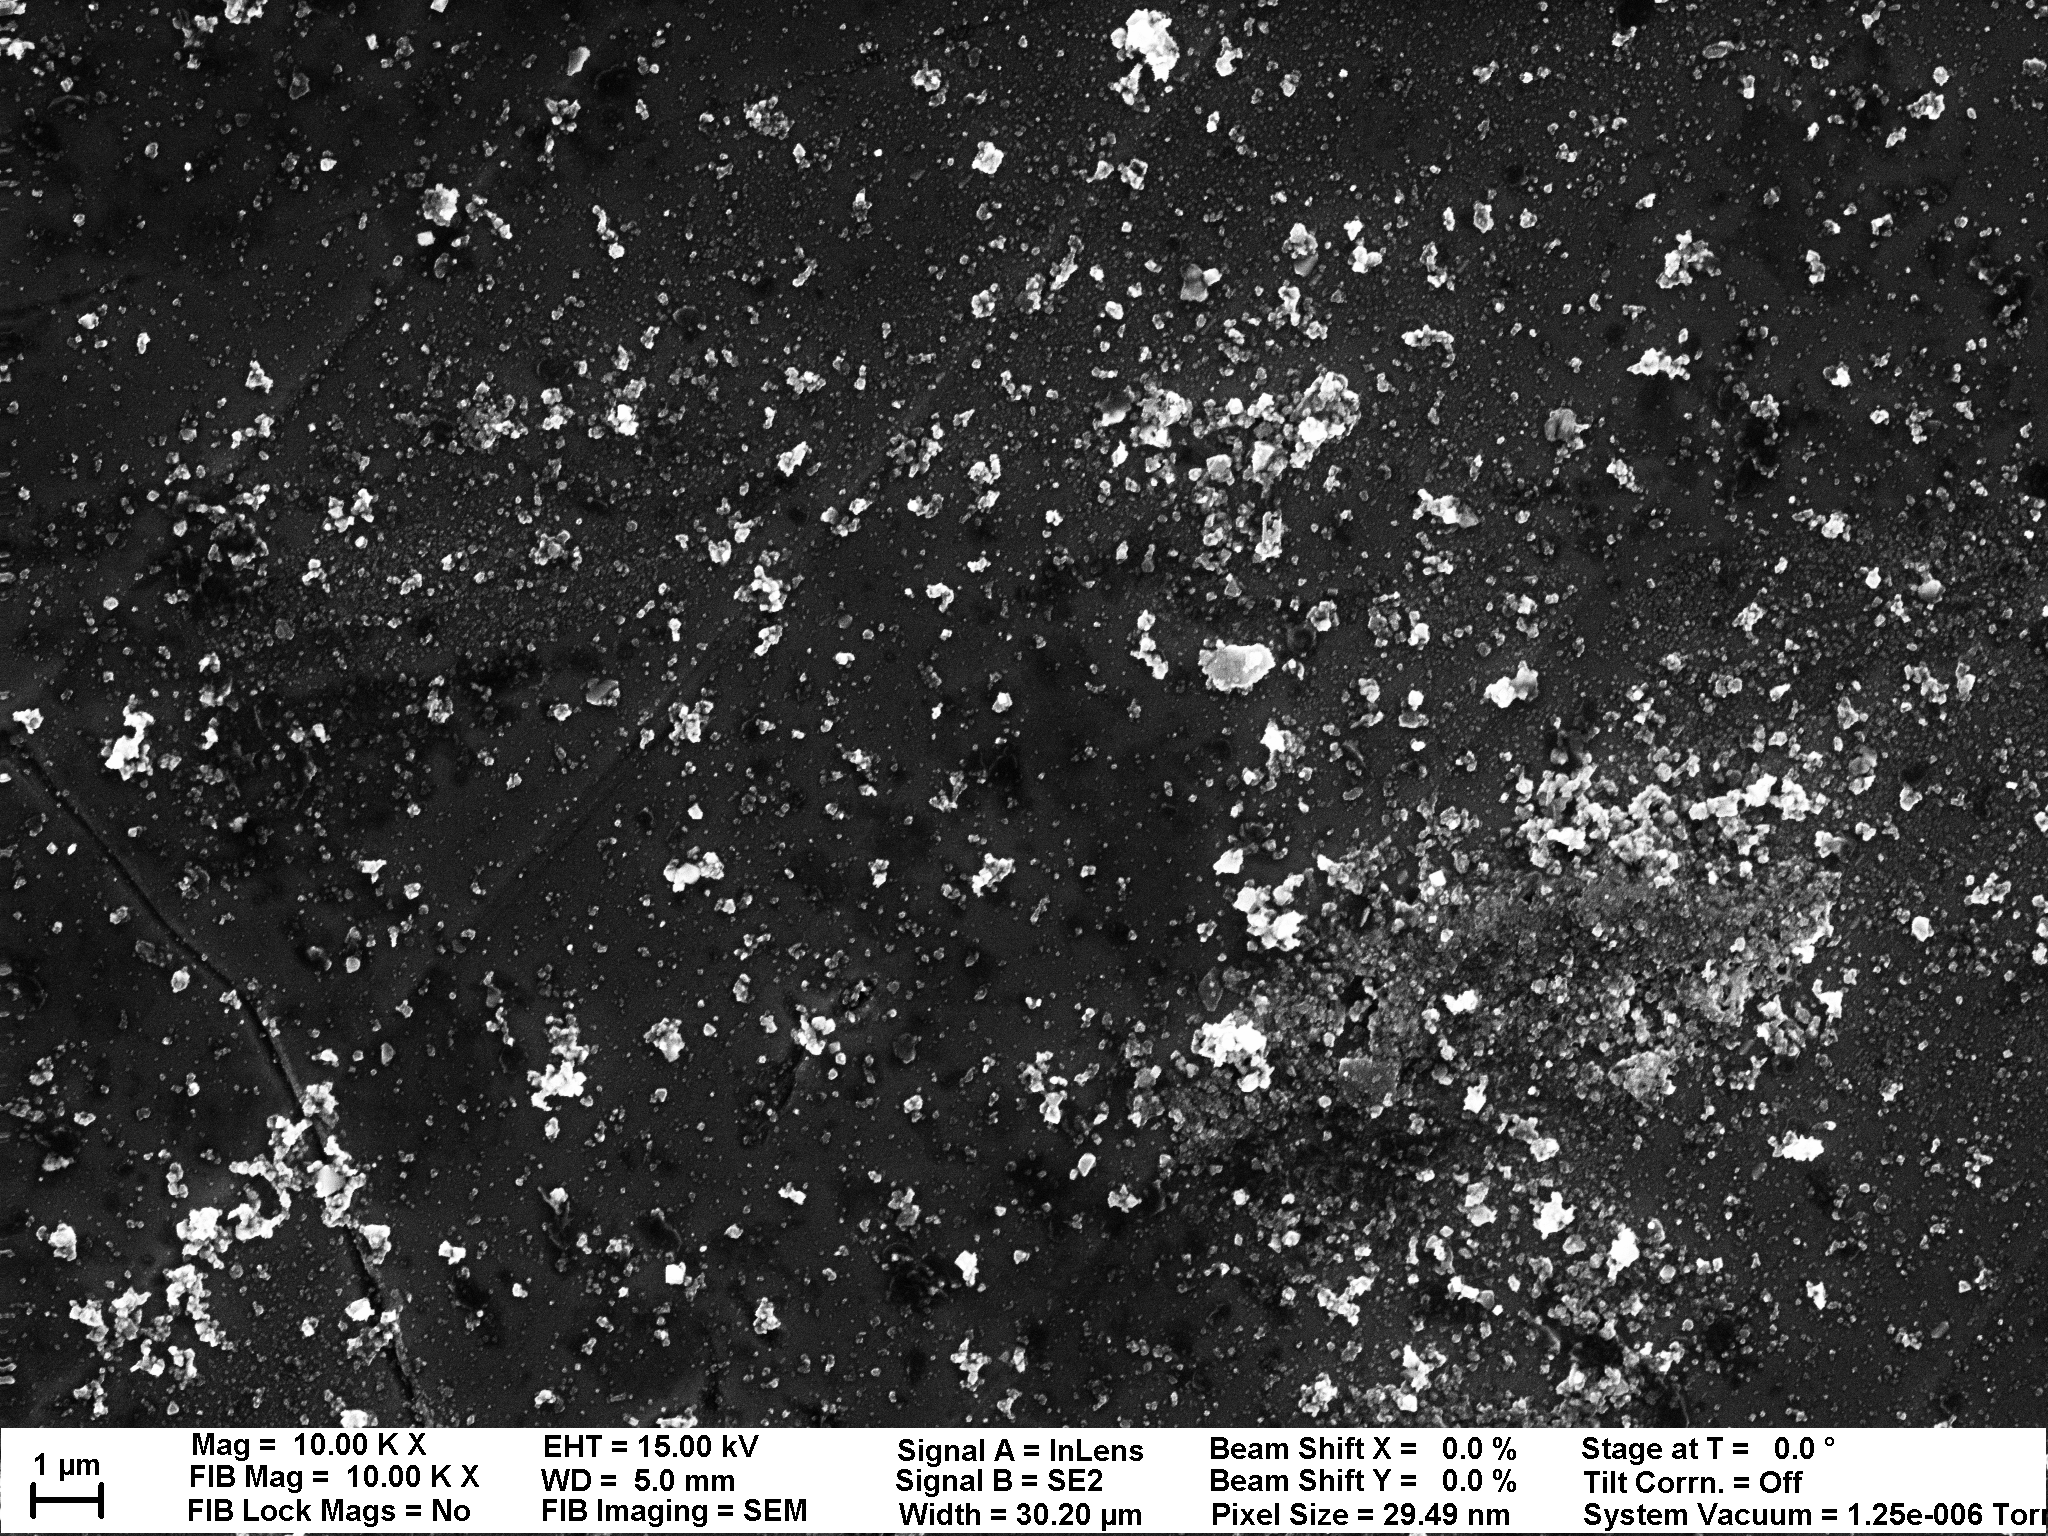 1 µm
Mag = 10.00 K X
FIB Mag = 10.00 K X
FIB Lock Mags = No
EHT = 15.00 kV
WD = 5.0 mm
FIB Imaging = SEM
Signal A = InLens
Signal B = SE2
Width = 30.20 µm
Beam Shift X = 0.0 %
Beam Shift Y = 0.0 %
Pixel Size = 29.49 nm
Stage at T = 0.0 °
Tilt Corrn. = Off
System Vacuum = 1.25e-006 Torr